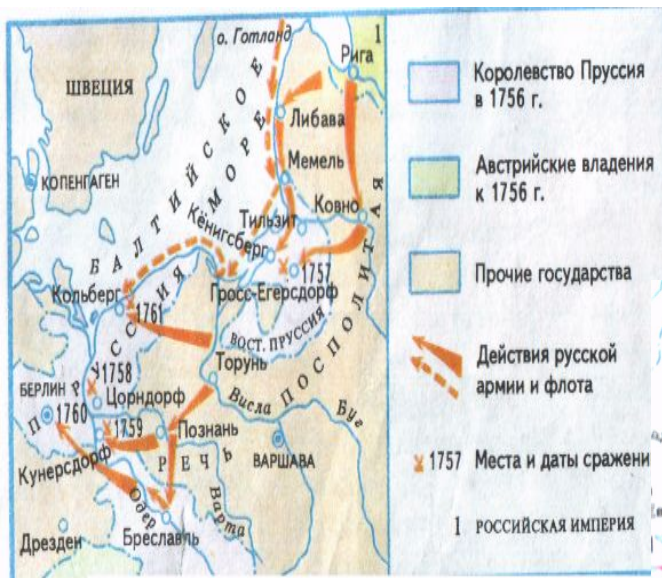 о. Готланд
1
Рига
ШВЕЦИЯ
Либава
Мемель
КОПЕНГАГЕН
БАЛТИЙСКОЕ МОРЕ
Тильзит
Ковно
Кёнигсберг
1757
Гросс-Егерсдорф
Кольберг
1761
ВОСТ. ПРУССИЯ
ПРУССИЯ
Торунь
1758
БЕРЛИН
1760
Цорндорф
Висла
Буг
1759
Познань
ВАРШАВА
Кунерсдорф
РЕЧЬ ПОСПОЛИТАЯ
Одер
Варта
Бреславль
Дрезден
Королевство Пруссия
в 1756 г.
Австрийские владения
к 1756 г.
Прочие государства
Действия русской
армии и флота
1757 Места и даты сражени
1 РОССИЙСКАЯ ИМПЕРИЯ